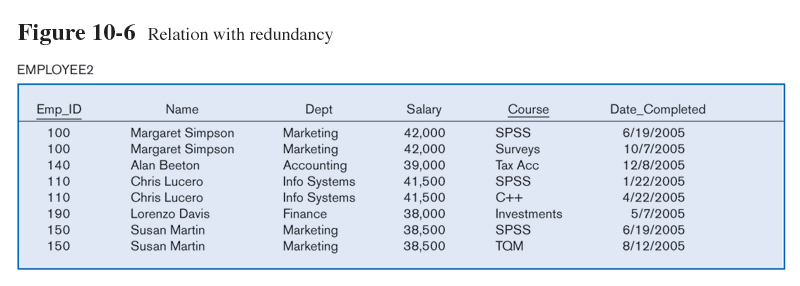 Figure 10-6 Relation with redundancy
EMPLOYEE2
Emp_ID Name Dept Salary Course Date_Completed
100 Margaret Simpson Marketing 42,000 SPSS 6/19/2005
100 Margaret Simpson Marketing 42,000 Surveys 10/7/2005
140 Alan Beeton Accounting 39,000 Tax Acc 12/8/2005
110 Chris Lucero Info Systems 41,500 SPSS 1/22/2005
110 Chris Lucero Info Systems 41,500 C++ 4/22/2005
190 Lorenzo Davis Finance 38,000 Investments 5/7/2005
150 Susan Martin Marketing 38,500 SPSS 6/19/2005
150 Susan Martin Marketing 38,500 TQM 8/12/2005